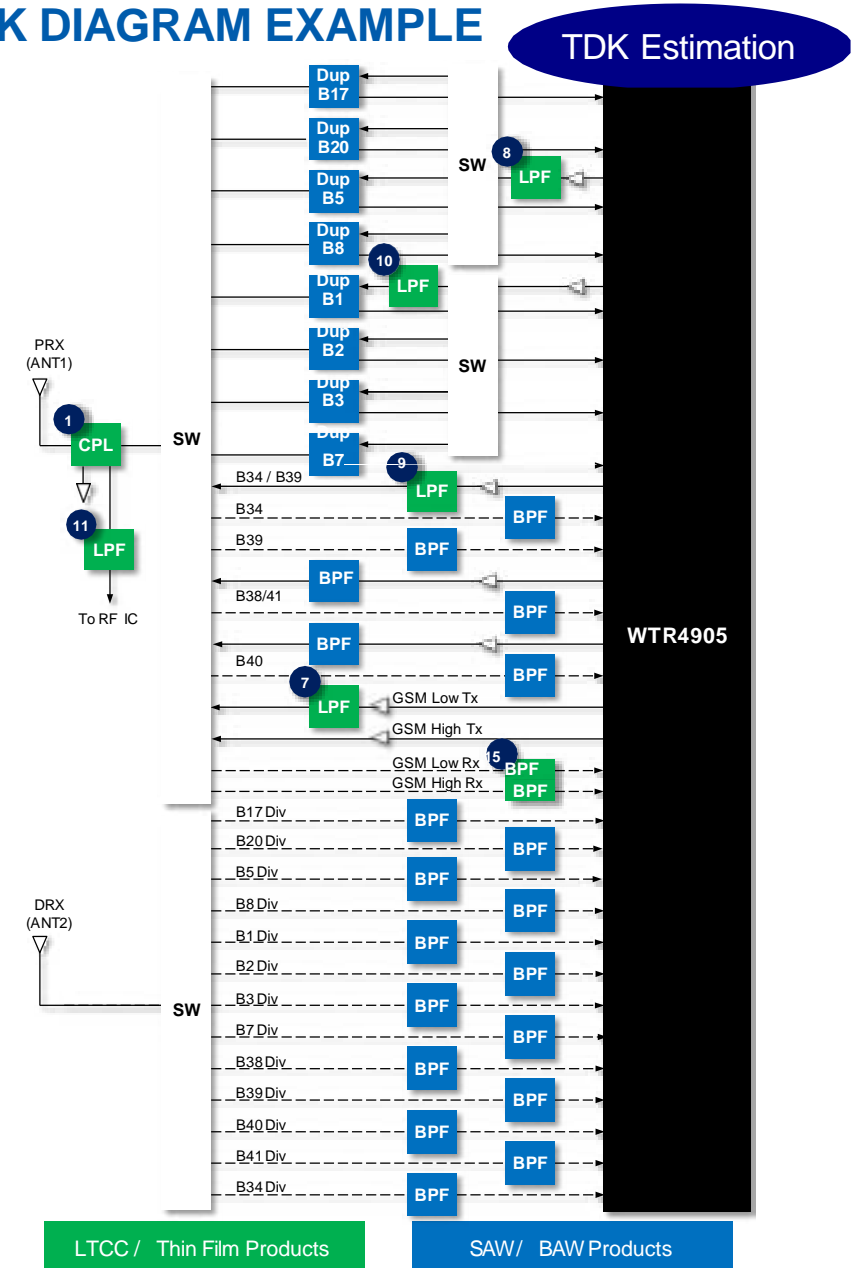 K DIAGRAM EXAMPLE
TDK Estimation
Dup
B17
Dup
B20
8
SW
LPF
Dup
B5
Dup
B8
10
Dup
B1
LPF
PRX
(ANT1)
Dup
B2
SW
Dup
B3
1
CPL
SW
Dup
B7
9
B34 / B39
LPF
B34
BPF
11
LPF
B39
BPF
BPF
B38/41
BPF
To RF IC
WTR4905
BPF
B40
BPF
7
LPF
GSM Low Tx
GSM High Tx
15
GSM Low Rx
BPF
GSM High Rx
BPF
B17 Div
BPF
B20 Div
BPF
B5 Div
BPF
DRX
(ANT2)
B8 Div
BPF
B1 Div
BPF
B2 Div
BPF
B3 Div
BPF
SW
B7 Div
BPF
B38 Div
BPF
B39 Div
BPF
B40 Div
BPF
B41 Div
BPF
B34 Div
BPF
LTCC / Thin Film Products
SAW/ BAW Products